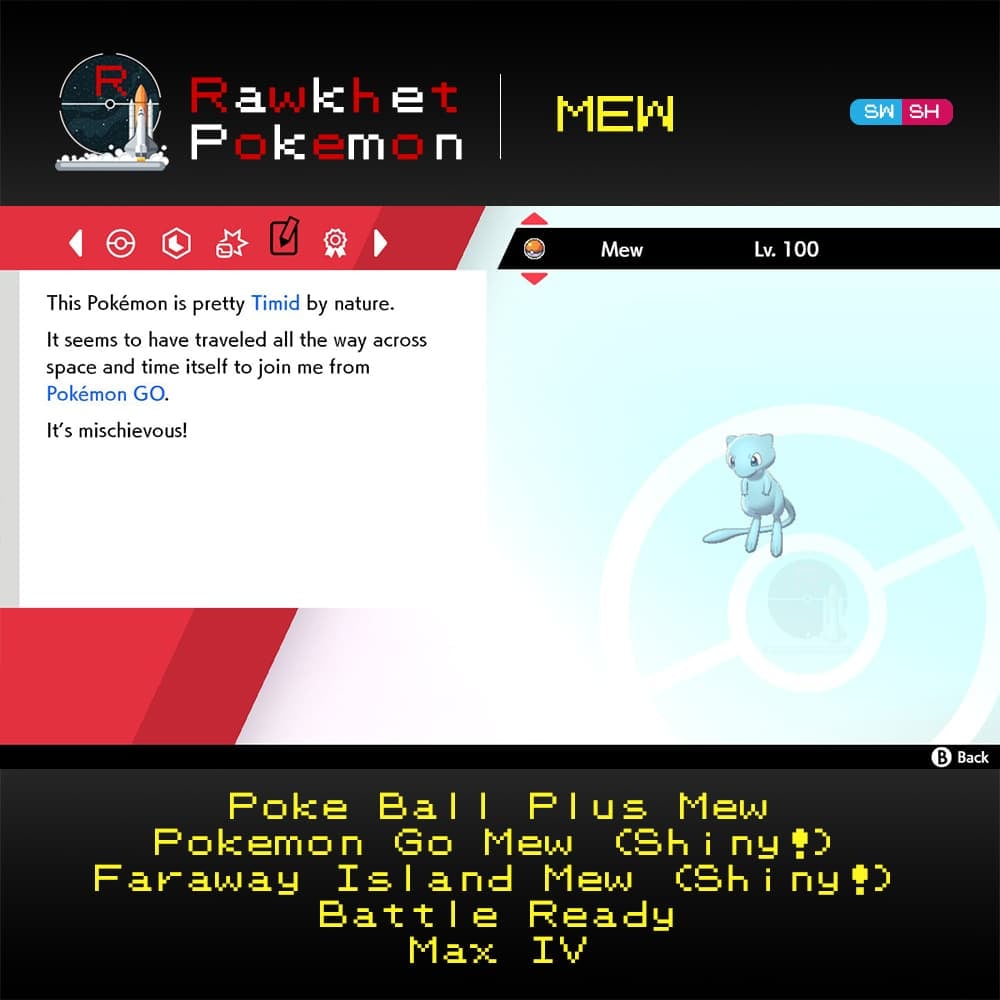 R
Rawkhet
Pokemon
MEW
SW SH
Mew Lv. 100
This Pokémon is pretty Timid by nature.
It seems to have traveled all the way across
space and time itself to join me from
Pokémon GO.
It's mischievous!
B Back
Poke Ball Plus Mew
Pokemon Go Mew (Shiny!)
Faraway Island Mew (Shiny!)
Battle Ready
Max IV